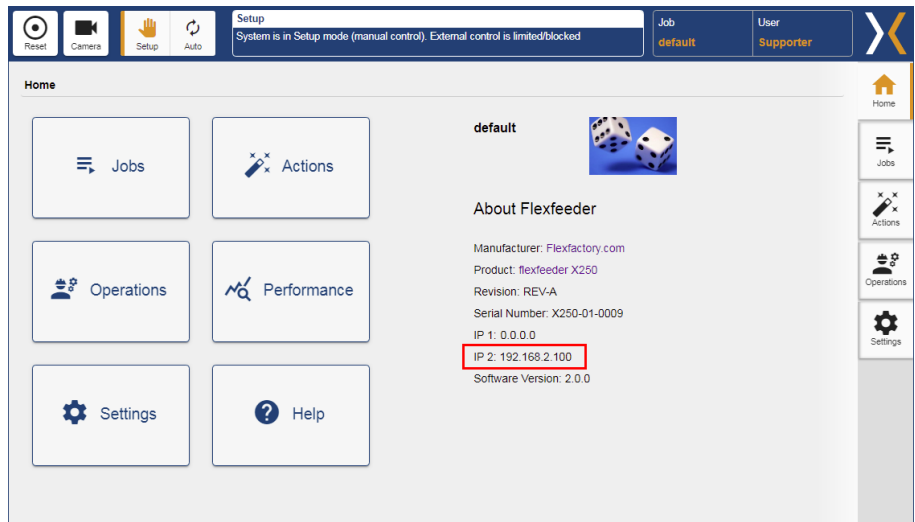 Reset
Camera
Setup
Auto
Setup
System is in Setup mode (manual control). External control is limited/blocked
Job
default
User
Supporter
Home
Home
Jobs
Actions
Operations
Settings
Jobs
Actions
Operations
Performance
Settings
Help
default
About Flexfeeder
Manufacturer: Flexfactory.com
Product: flexfeeder X250
Revision: REV-A
Serial Number: X250-01-0009
IP 1: 0.0.0.0
IP 2: 192.168.2.100
Software Version: 2.0.0